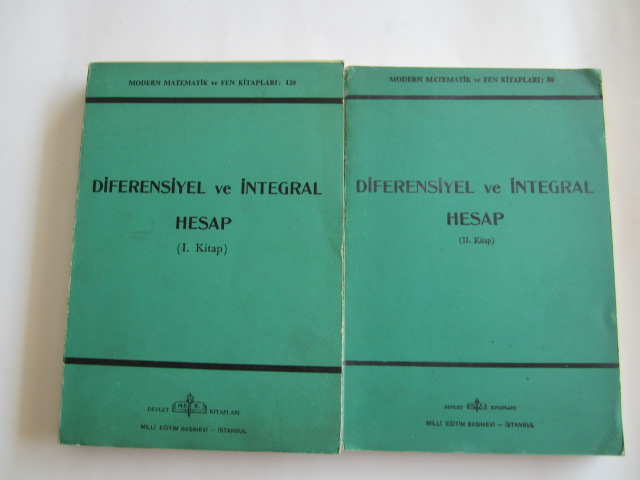 MODERN MATEMATİK ve FEN KİTAPLARI: 120
DİFERENSİYEL ve İNTEGRAL
HESAP
(I. Kitap)
DEVLET M.E.B. KİTAPLARI
MİLLİ EĞİTİM BASIMEVİ – İSTANBUL
MODERN MATEMATİK ve FEN KİTAPLARI: 80
DİFERENSİYEL ve İNTEGRAL
HESAP
(II. Kitap)
DEVLET KİTAPLARI
MİLLİ EĞİTİM BASIMEVİ – İSTANBUL